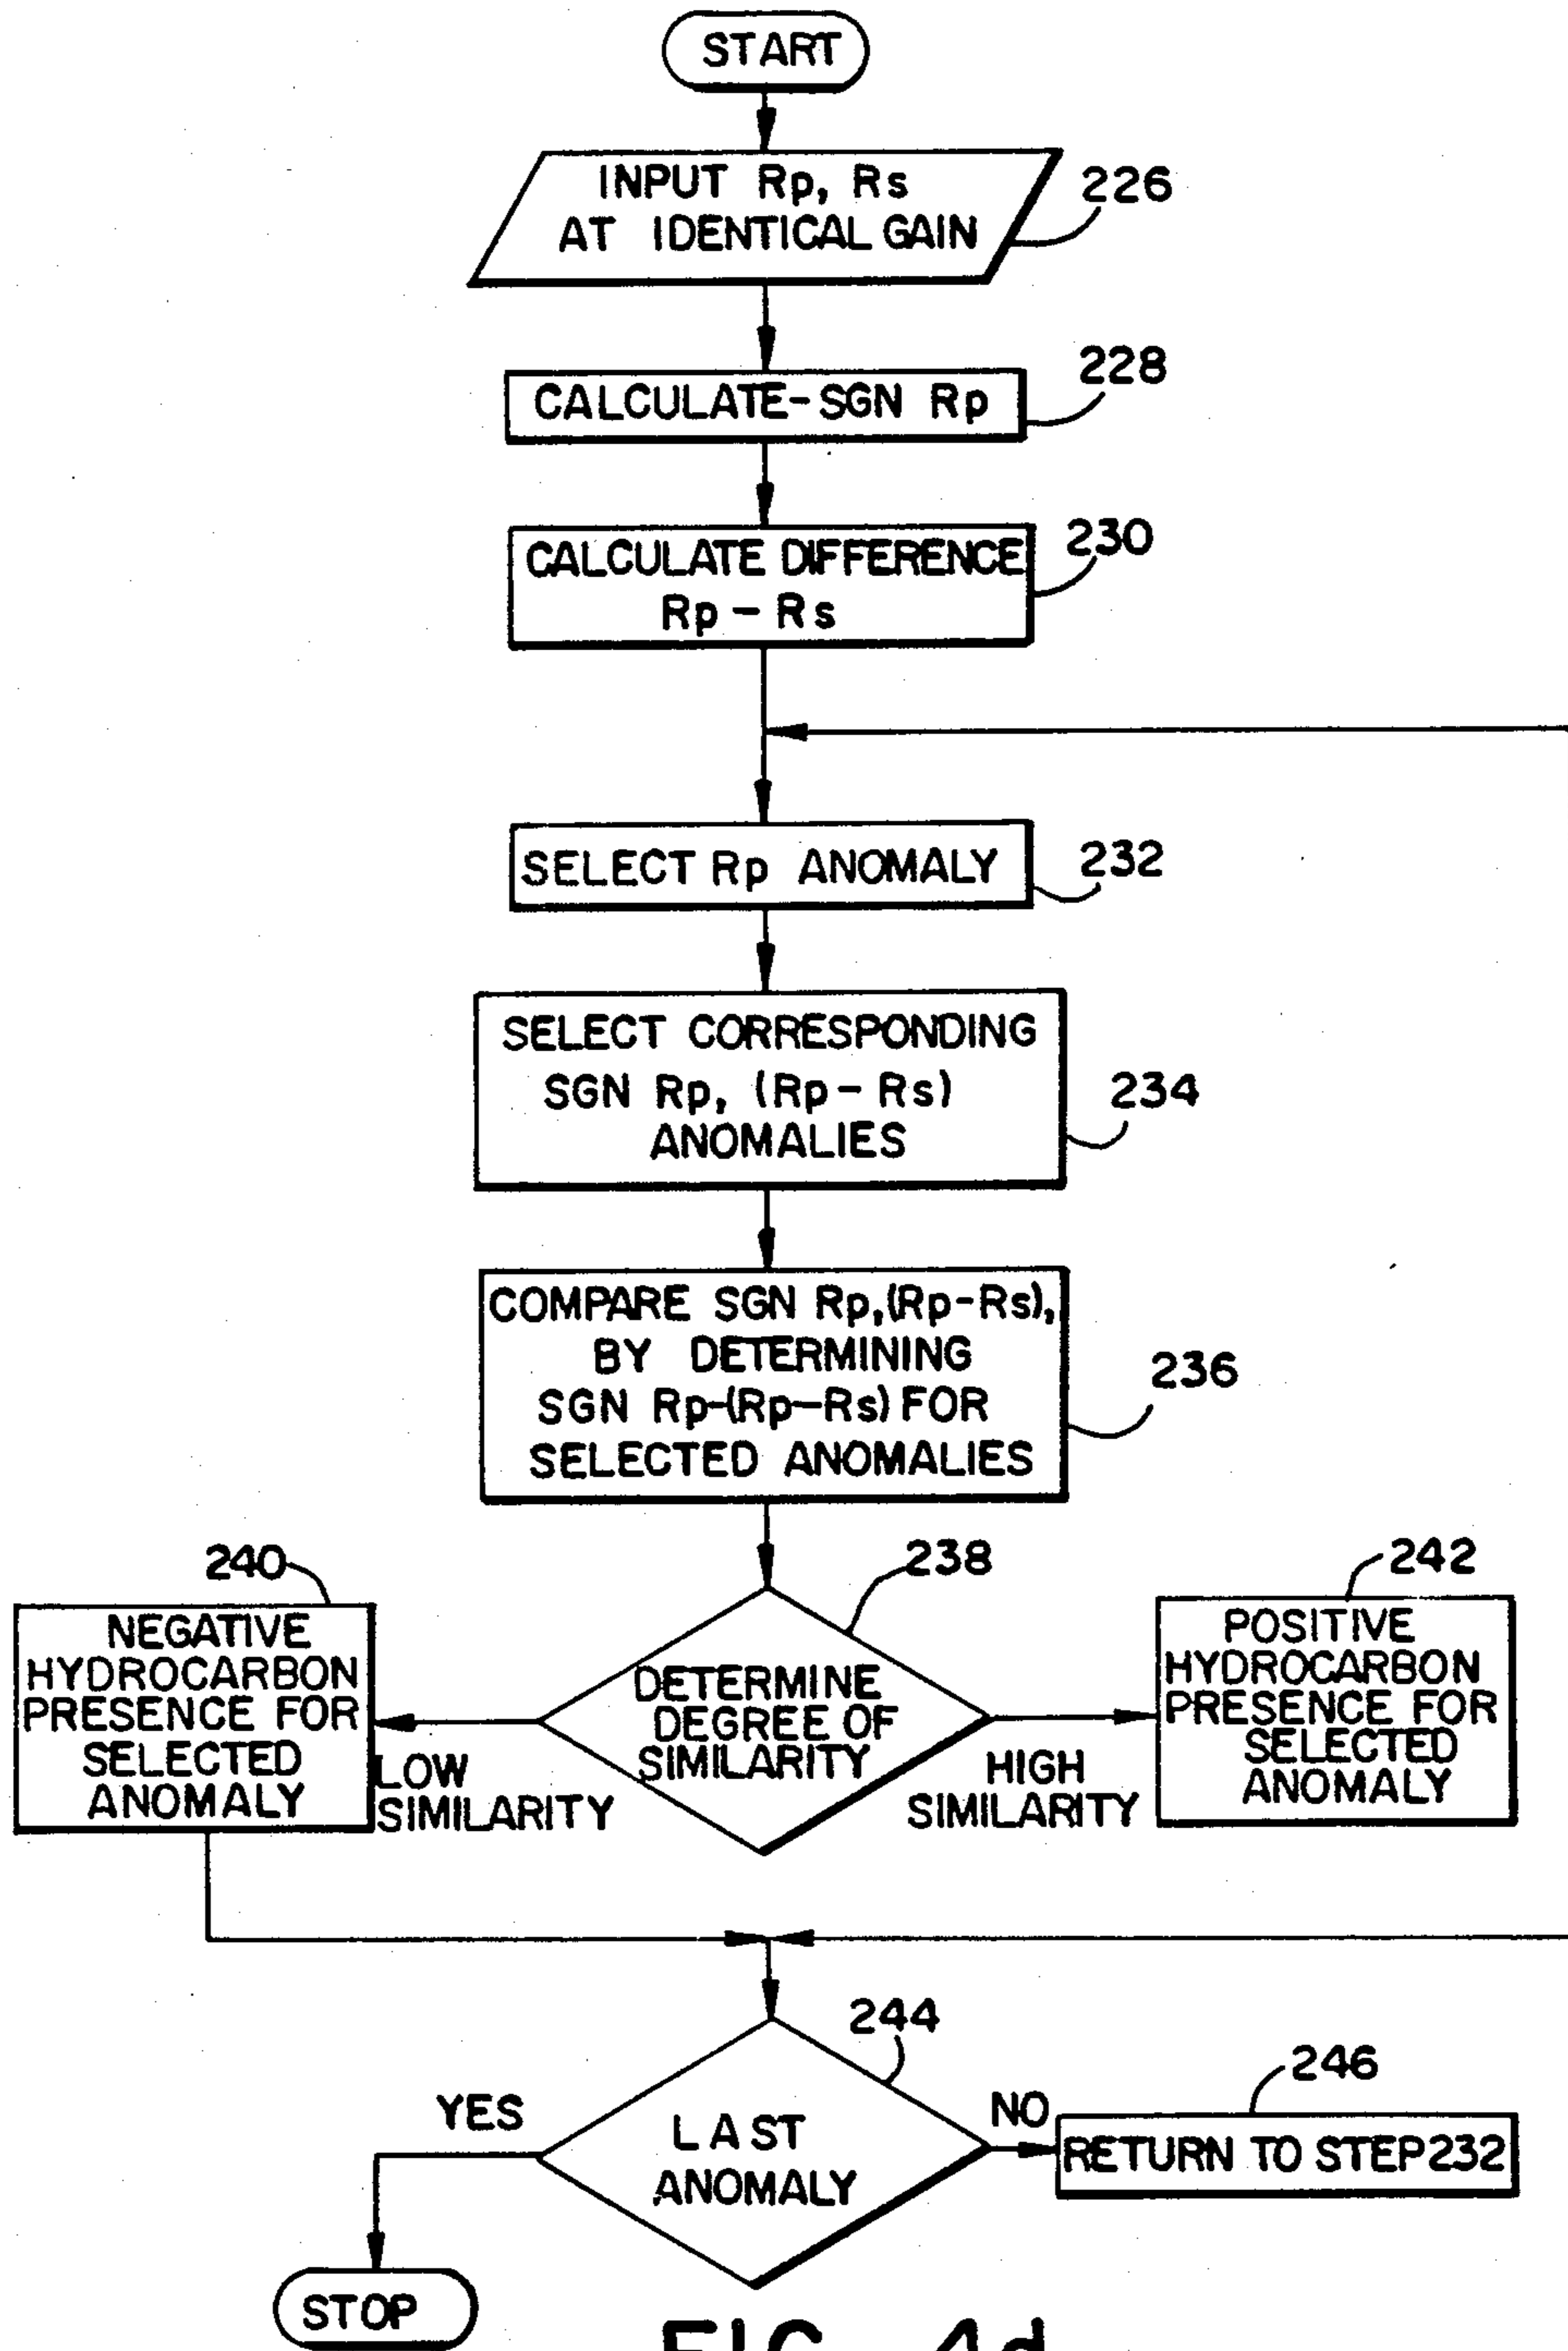 START
INPUT Rp, Rs
AT IDENTICAL GAIN
226
CALCULATE-SGN Rp
228
CALCULATE DIFFERENCE
Rp - Rs
230
SELECT Rp ANOMALY
232
SELECT CORRESPONDING
SGN Rp, (Rp - Rs)
ANOMALIES
234
COMPARE SGN Rp,(Rp-Rs),
BY DETERMINING
SGN Rp-(Rp-Rs) FOR
SELECTED ANOMALIES
236
240
NEGATIVE
HYDROCARBON
PRESENCE FOR
SELECTED
ANOMALY
LOW
SIMILARITY
238
DETERMINE
DEGREE OF
SIMILARITY
HIGH
SIMILARITY
242
POSITIVE
HYDROCARBON
PRESENCE FOR
SELECTED
ANOMALY
244
LAST
ANOMALY
YES
NO
246
RETURN TO STEP 232
STOP
FIG. 4d